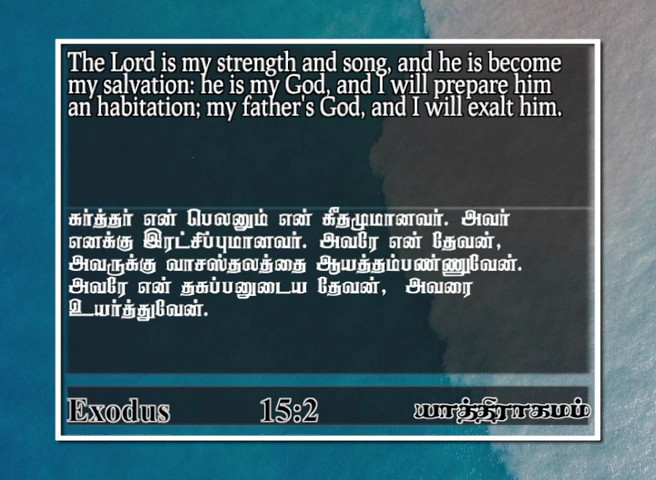 The Lord is my strength and song, and he is become
my salvation: he is my God, and I will prepare him
an habitation; my father's God, and I will exalt him.
கர்த்தர் என் பெலனும் என் கீதமுமானவர். அவர்
எனக்கு இரட்சிப்புமானவர். அவரே என் தேவன்,
அவருக்கு வாசஸ்தலத்தை ஆயத்தம்பண்ணுவேன்.
அவரே என் தகப்பனுடைய தேவன், அவரை
உயர்த்துவேன்.
Exodus 15:2 யாத்திராகமம்